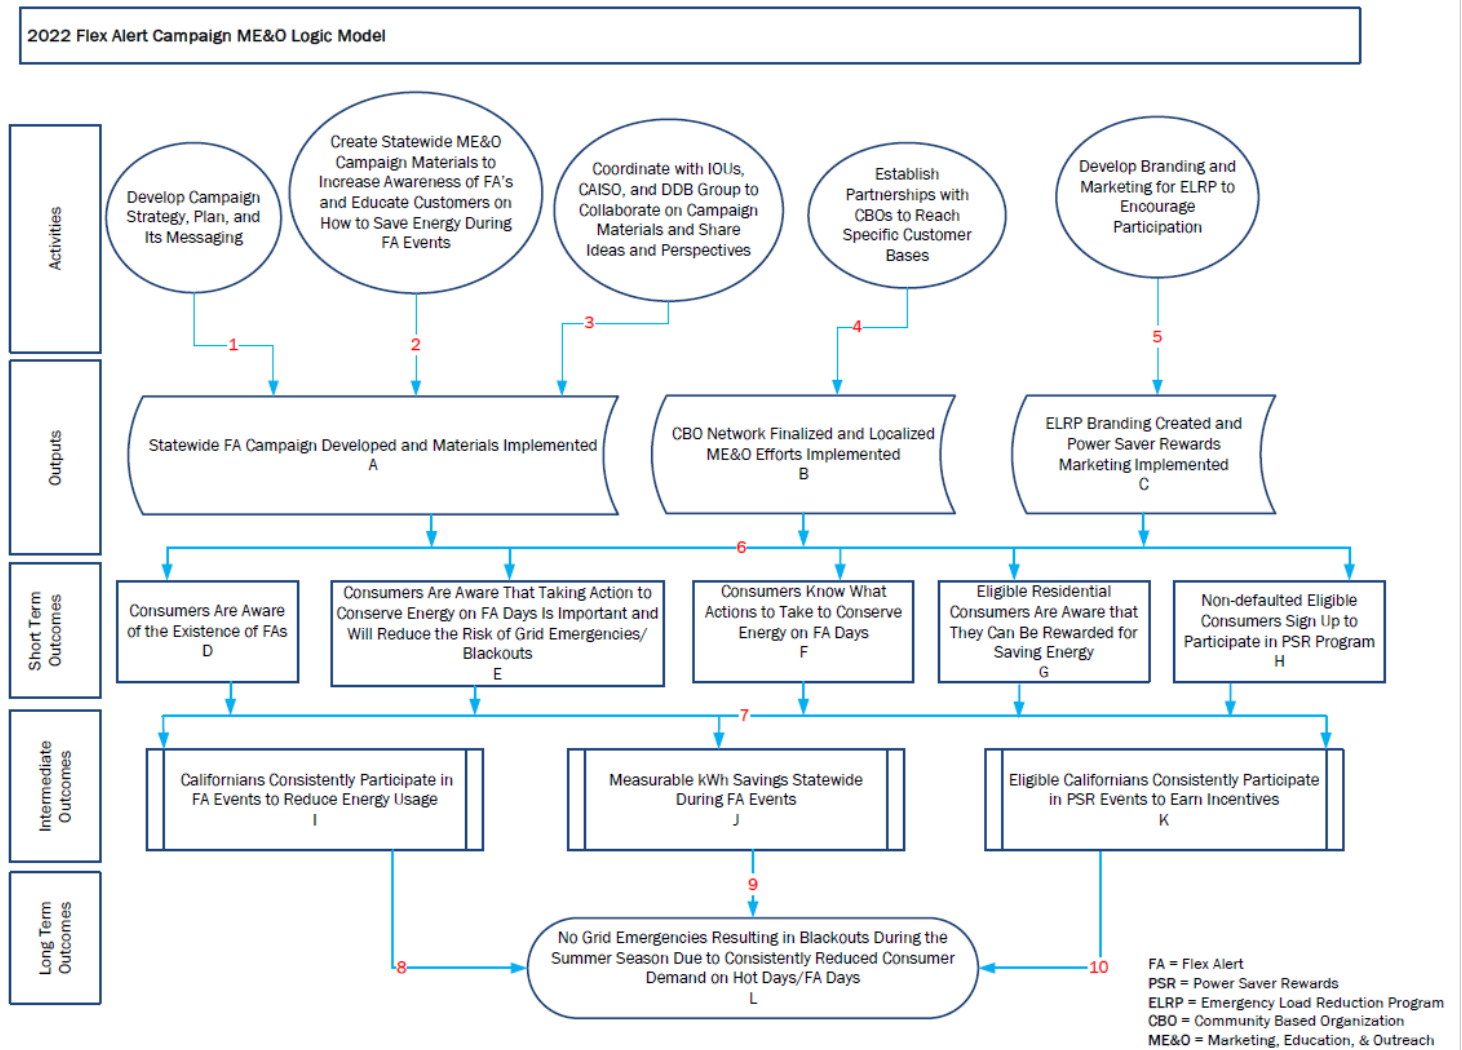 2022 Flex Alert Campaign ME&O Logic Model
Activities
Develop Campaign
Strategy, Plan, and
Its Messaging
Create Statewide ME&O
Campaign Materials to
Increase Awareness of FA's
and Educate Customers on
How to Save Energy During
FA Events
Coordinate with IOUs,
CAISO, and DDB Group to
Collaborate on Campaign
Materials and Share
Ideas and Perspectives
Establish
Partnerships with
CBOs to Reach
Specific Customer
Bases
Develop Branding and
Marketing for ELRP to
Encourage
Participation
1
2
3
4
5
Outputs
Statewide FA Campaign Developed and Materials Implemented
A
CBO Network Finalized and Localized
ME&O Efforts Implemented
B
ELRP Branding Created and
Power Saver Rewards
Marketing Implemented
C
6
Short Term
Outcomes
Consumers Are Aware
of the Existence of FAs
D
Consumers Are Aware That Taking Action to
Conserve Energy on FA Days Is Important and
Will Reduce the Risk of Grid Emergencies/
Blackouts
E
Consumers Know What
Actions to Take to Conserve
Energy on FA Days
F
Eligible Residential
Consumers Are Aware that
They Can Be Rewarded for
Saving Energy
G
Non-defaulted Eligible
Consumers Sign Up to
Participate in PSR Program
H
7
Intermediate
Outcomes
Californians Consistently Participate in
FA Events to Reduce Energy Usage
I
Measurable kWh Savings Statewide
During FA Events
J
Eligible Californians Consistently Participate
in PSR Events to Earn Incentives
K
8
9
10
Long Term
Outcomes
No Grid Emergencies Resulting in Blackouts During the
Summer Season Due to Consistently Reduced Consumer
Demand on Hot Days/FA Days
L
FA = Flex Alert
PSR = Power Saver Rewards
ELRP = Emergency Load Reduction Program
CBO = Community Based Organization
ME&O = Marketing, Education, & Outreach